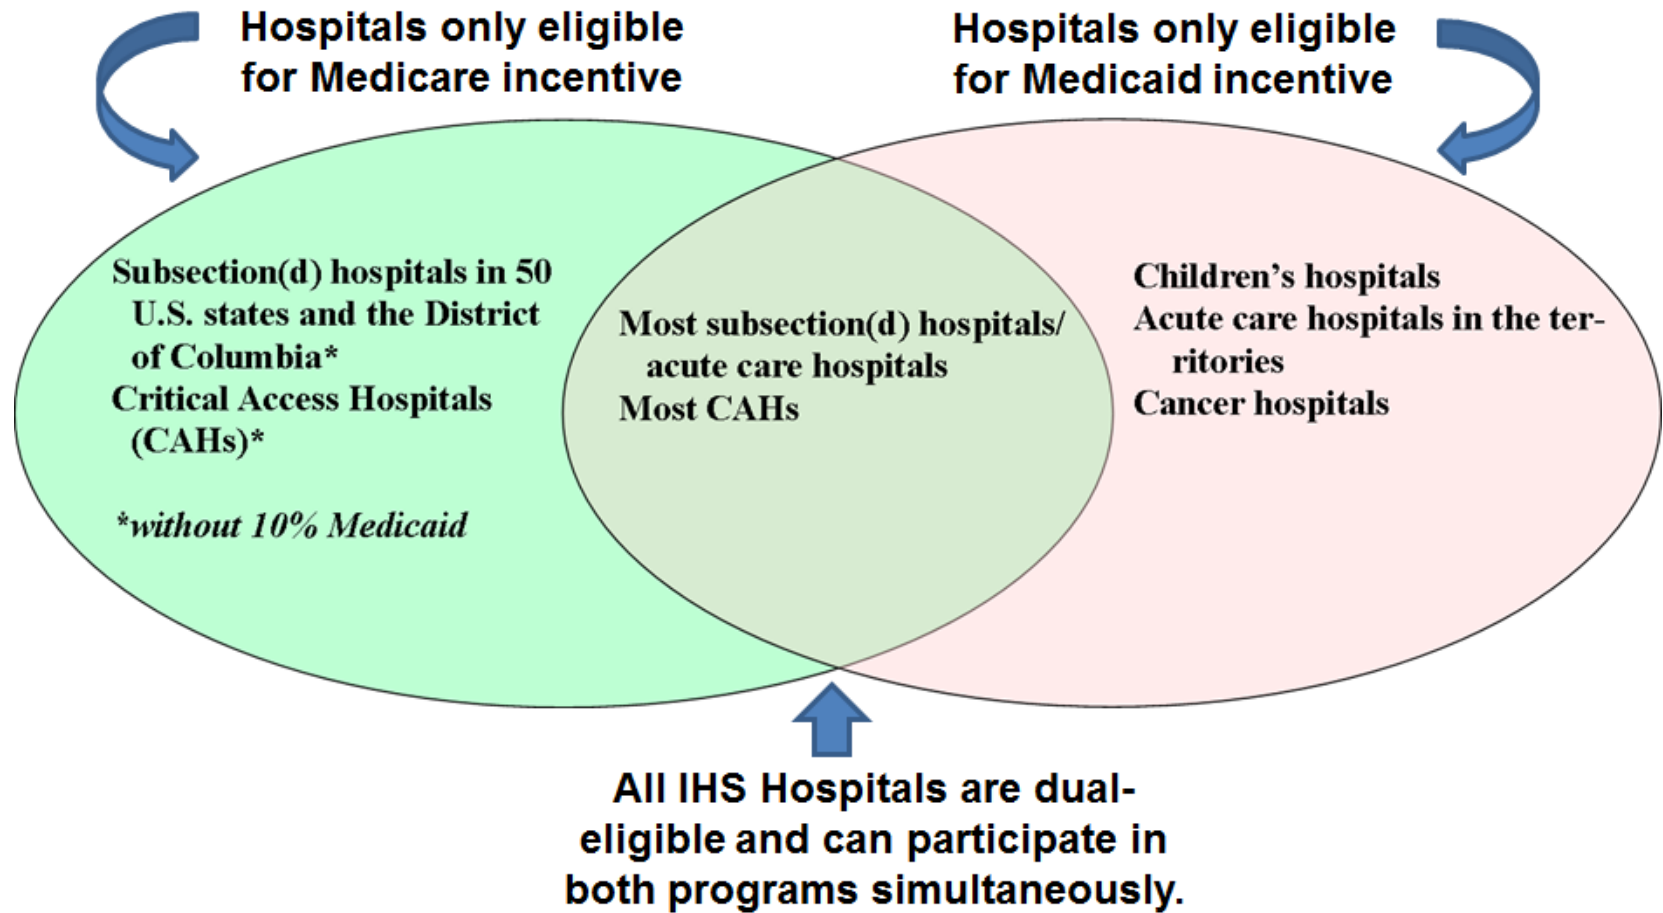 Hospitals only eligible
for Medicare incentive
Hospitals only eligible
for Medicaid incentive
Subsection(d) hospitals in 50
U.S. states and the District
of Columbia*
Critical Access Hospitals
(CAHs)*
*without 10% Medicaid
Most subsection(d) hospitals/
acute care hospitals
Most CAHs
Children’s hospitals
Acute care hospitals in the ter-
ritories
Cancer hospitals
All IHS Hospitals are dual-
eligible and can participate in
both programs simultaneously.